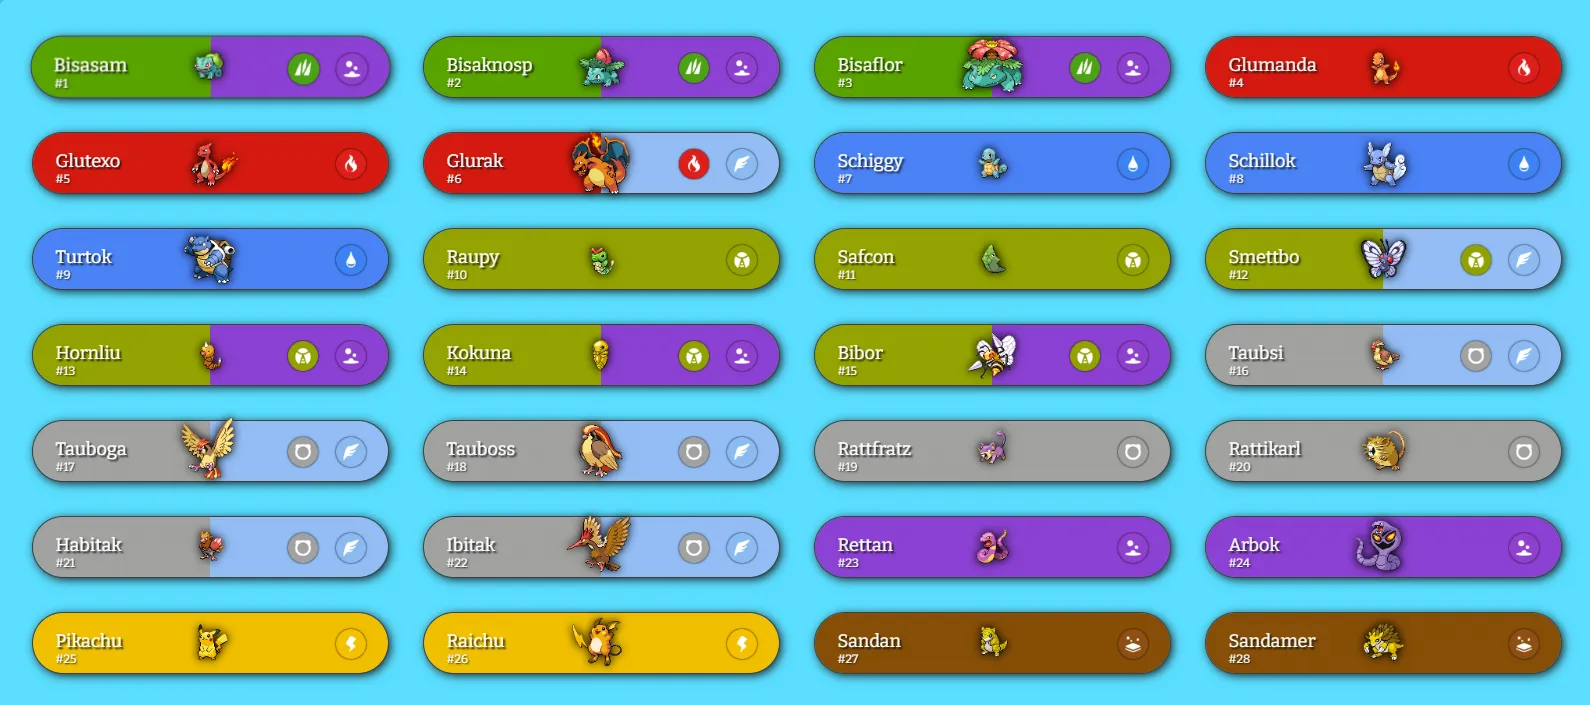 Bisasam
#1
Bisaknosp
#2
Bisaflor
#3
Glumanda
#4
Glutexo
#5
Glurak
#6
Schiggy
#7
Schillok
#8
Turtok
#9
Raupy
#10
Safcon
#11
Smettbo
#12
Hornliu
#13
Kokuna
#14
Bibor
#15
Taubsi
#16
Tauboga
#17
Tauboss
#18
Rattfratz
#19
Rattikarl
#20
Habitak
#21
Ibitak
#22
Rettan
#23
Arbok
#24
Pikachu
#25
Raichu
#26
Sandan
#27
Sandamer
#28